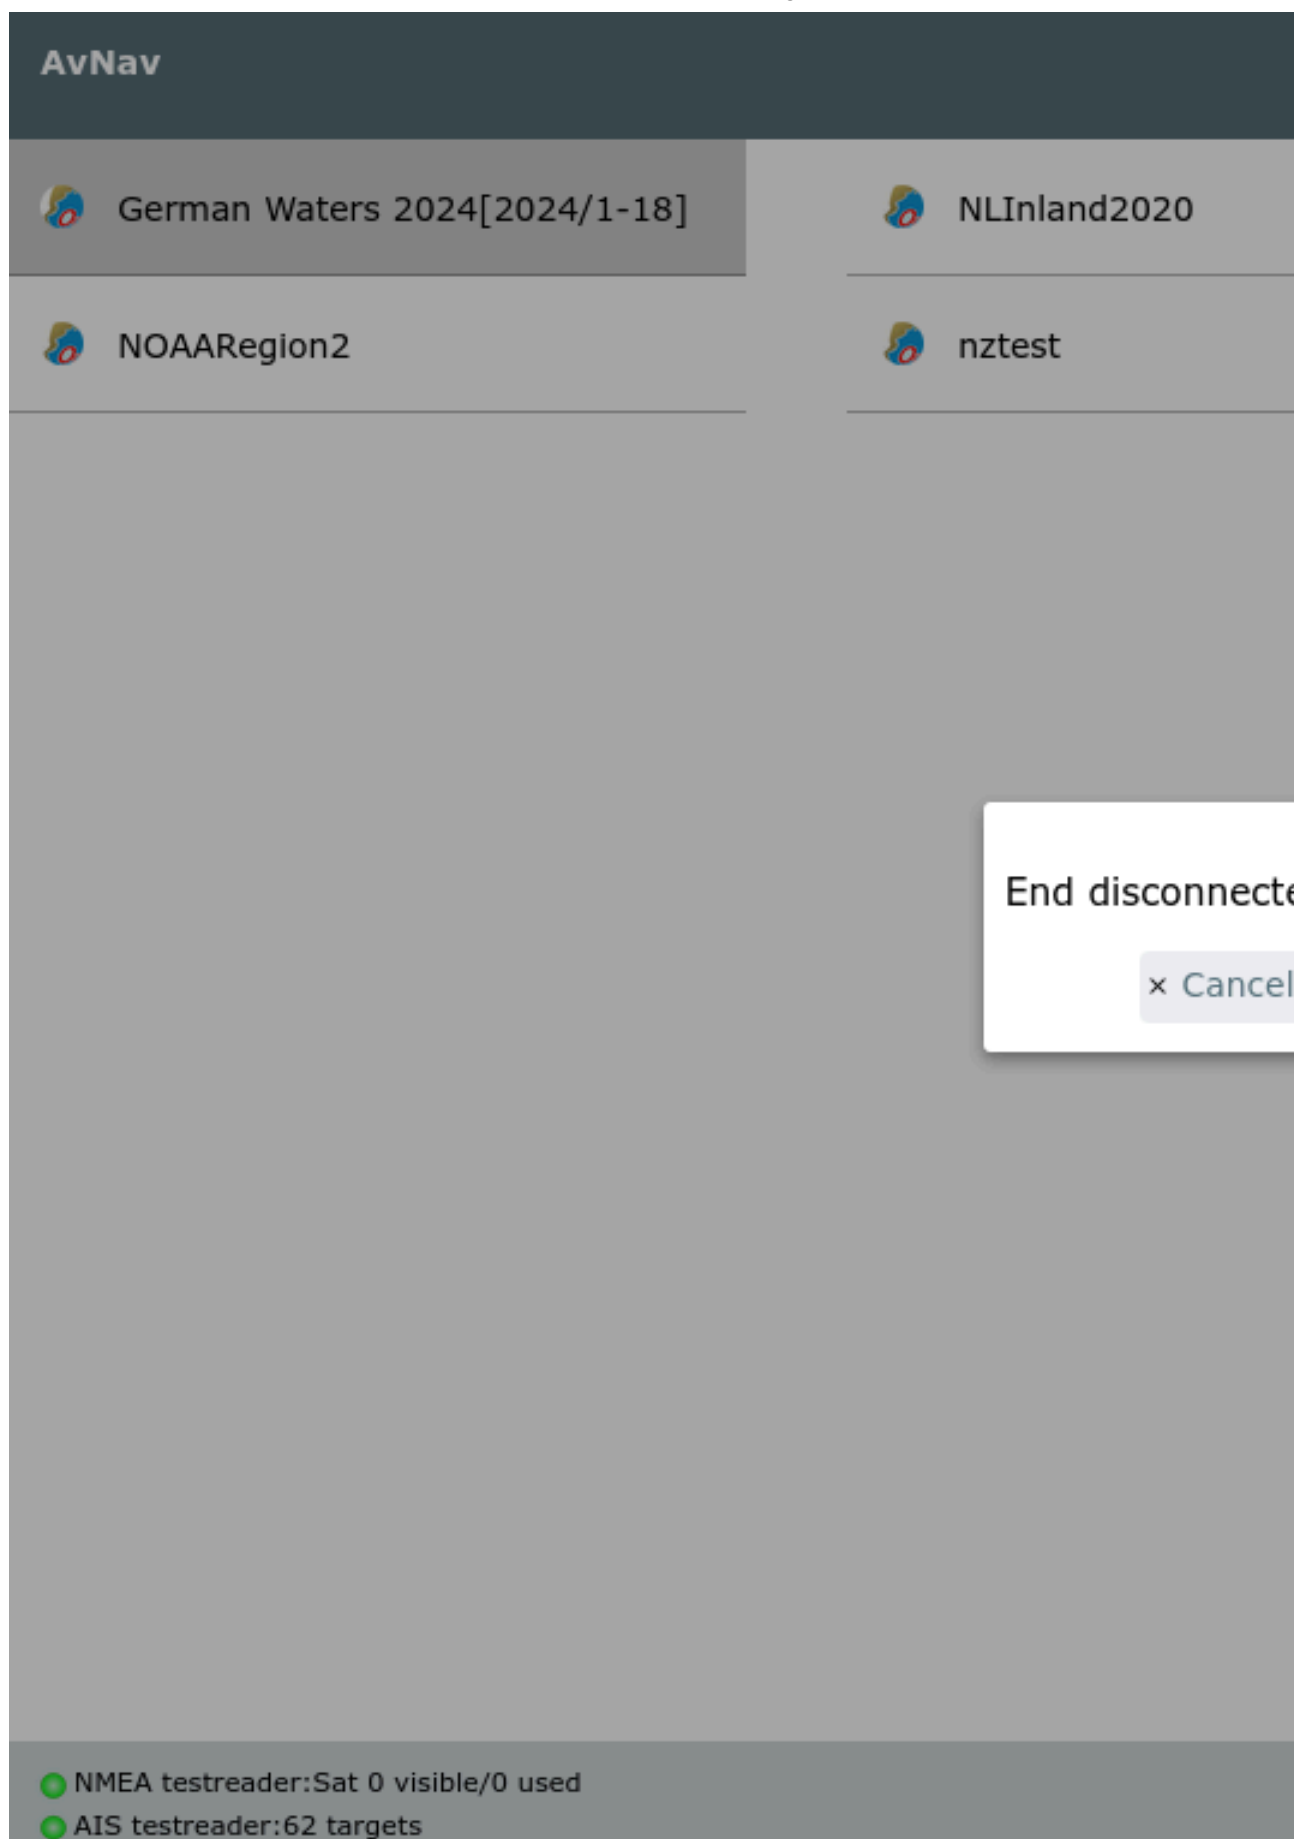 AvNav
German Waters 2024[2024/1-18]
NLInland2020
NOAARegion2
nztest
End disconnecte
× Cancel
NMEA testreader:Sat 0 visible/0 used
AIS testreader:62 targets